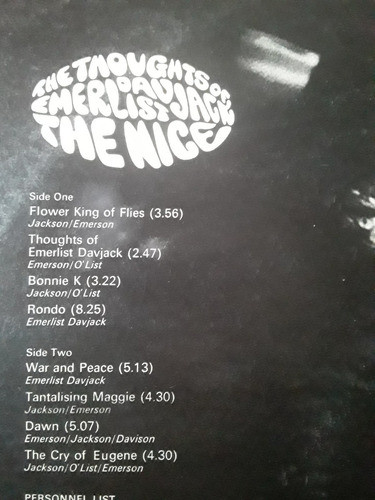 THE THOUGHTS OF
EMERLIST DAVJACK
THE NICE
Side One
Flower King of Flies (3.56)
Jackson/Emerson
Thoughts of
Emerlist Davjack (2.47)
Emerson/O'List
Bonnie K (3.22)
Jackson/O'List
Rondo (8.25)
Emerlist Davjack
Side Two
War and Peace (5.13)
Emerlist Davjack
Tantalising Maggie (4.30)
Jackson/Emerson
Dawn (5.07)
Emerson/Jackson/Davison
The Cry of Eugene (4.30)
Jackson/O'List/Emerson
PERSONNEL LIST